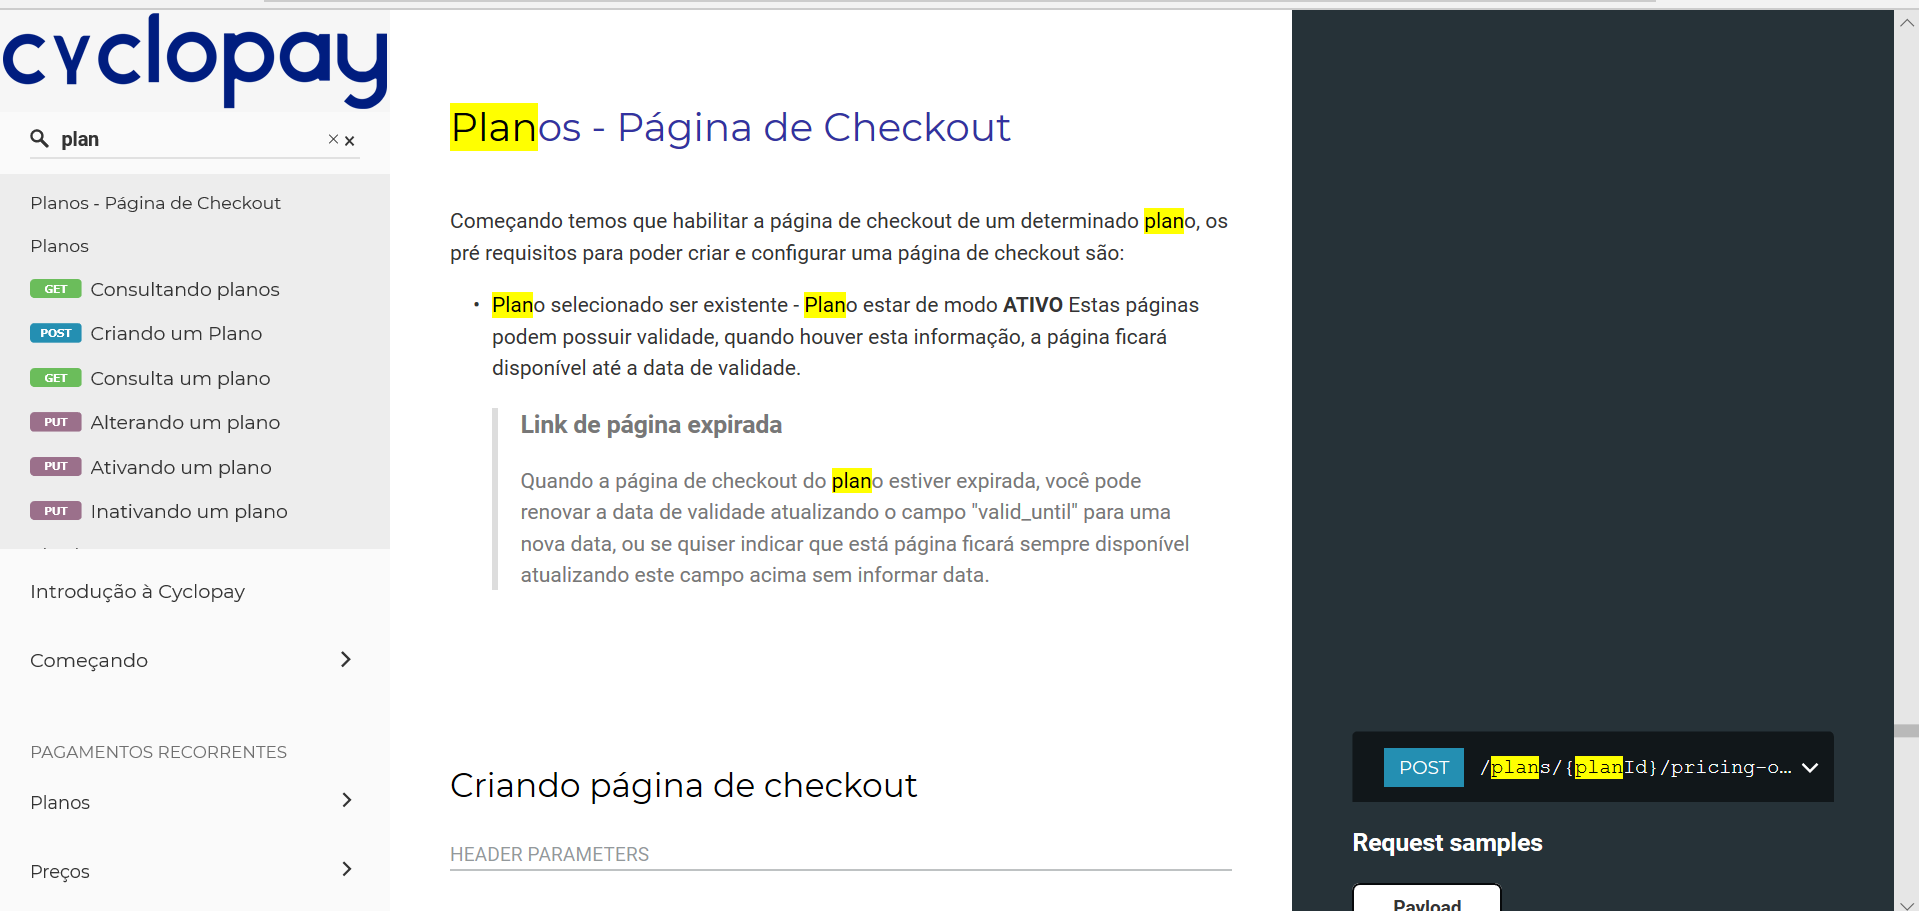 cyclopay
plan
Planos - Página de Checkout
Planos
GET Consultando planos
POST Criando um Plano
GET Consulta um plano
PUT Alterando um plano
PUT Ativando um plano
PUT Inativando um plano
Introdução à Cyclopay
Começando
PAGAMENTOS RECORRENTES
Planos
Preços
Planos - Página de Checkout
Começando temos que habilitar a página de checkout de um determinado plano, os
pré requisitos para poder criar e configurar uma página de checkout são:
• Plano selecionado ser existente - Plano estar de modo ATIVO Estas páginas
podem possuir validade, quando houver esta informação, a página ficará
disponível até a data de validade.
Link de página expirada
Quando a página de checkout do plano estiver expirada, você pode
renovar a data de validade atualizando o campo "valid_until" para uma
nova data, ou se quiser indicar que está página ficará sempre disponível
atualizando este campo acima sem informar data.
Criando página de checkout
HEADER PARAMETERS
POST /plans/{planId}/pricing-o...
Request samples
Payload